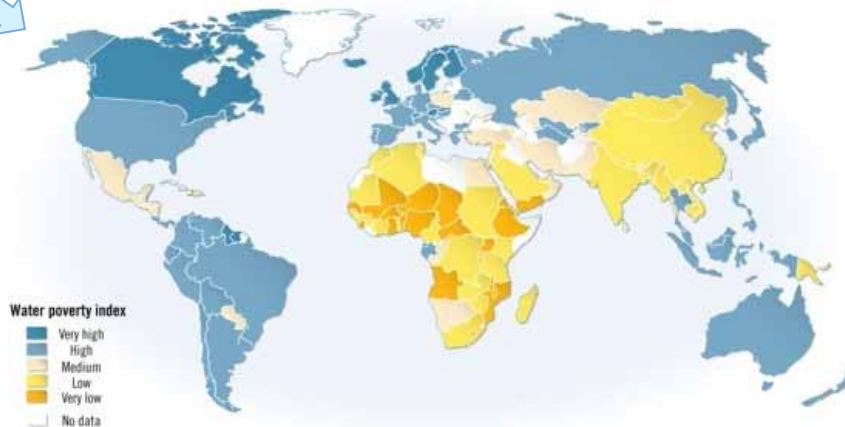 Water poverty index
Very high
High
Medium
Low
Very low
No data